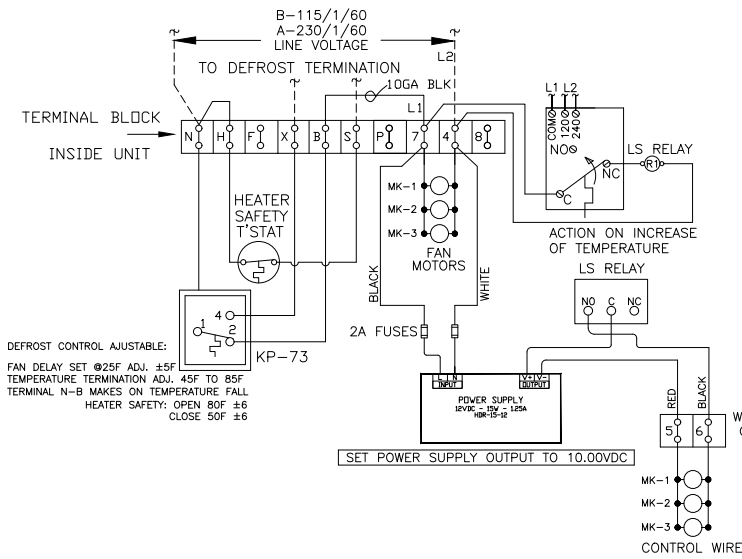 B-115/1/60
A-230/1/60
LINE VOLTAGE
L2
TO DEFROST TERMINATION
10GA BLK
L1
TERMINAL BLOCK
INSIDE UNIT
N H F X B S P 7 4 8
L1 L2
COM 120 240
NO
LS RELAY
R1
NC
C
ACTION ON INCREASE
OF TEMPERATURE
MK-1
MK-2
MK-3
FAN
MOTORS
HEATER
SAFETY
T'STAT
BLACK
WHITE
LS RELAY
NO C NC
4
1
2
KP-73
2A FUSES
DEFROST CONTROL AJUSTABLE:
FAN DELAY SET @25F ADJ. ±5F
TEMPERATURE TERMINATION ADJ. 45F TO 85F
TERMINAL N-B MAKES ON TEMPERATURE FALL
HEATER SAFETY: OPEN 80F ±6
CLOSE 50F ±6
L N
INPUT
V+ V-
OUTPUT
POWER SUPPLY
12VDC - 15W - 1.25A
HDR-15-12
SET POWER SUPPLY OUTPUT TO 10.00VDC
RED
BLACK
5 6
W
MK-1
MK-2
MK-3
CONTROL WIRE